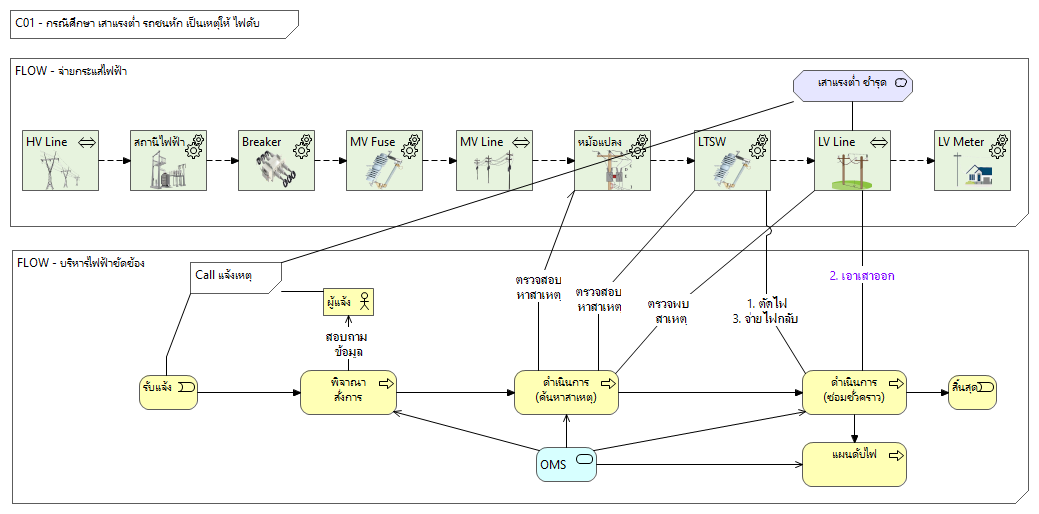 C01 - กรณีศึกษา เสาแรงต่ำ รถชนหัก เป็นเหตุให้ ไฟดับ
FLOW - จ่ายกระแสไฟฟ้า
เสาแรงต่ำ ชำรุด
HV Line
สถานีไฟฟ้า
Breaker
MV Fuse
MV Line
หม้อแปลง
LTSW
LV Line
LV Meter
FLOW - บริหารไฟฟ้าขัดข้อง
Call แจ้งเหตุ
ผู้แจ้ง
ตรวจสอบ
หาสาเหตุ
ตรวจสอบ
หาสาเหตุ
ตรวจพบ
สาเหตุ
1. ตัดไฟ
3. จ่ายไฟกลับ
2. เอาเสาออก
สอบถาม
ข้อมูล
รับแจ้ง
พิจาณา
สั่งการ
ดำเนินการ
(ค้นหาสาเหตุ)
ดำเนินการ
(ซ่อมชั่วคราว)
สิ้นสุด
OMS
แผนดับไฟ